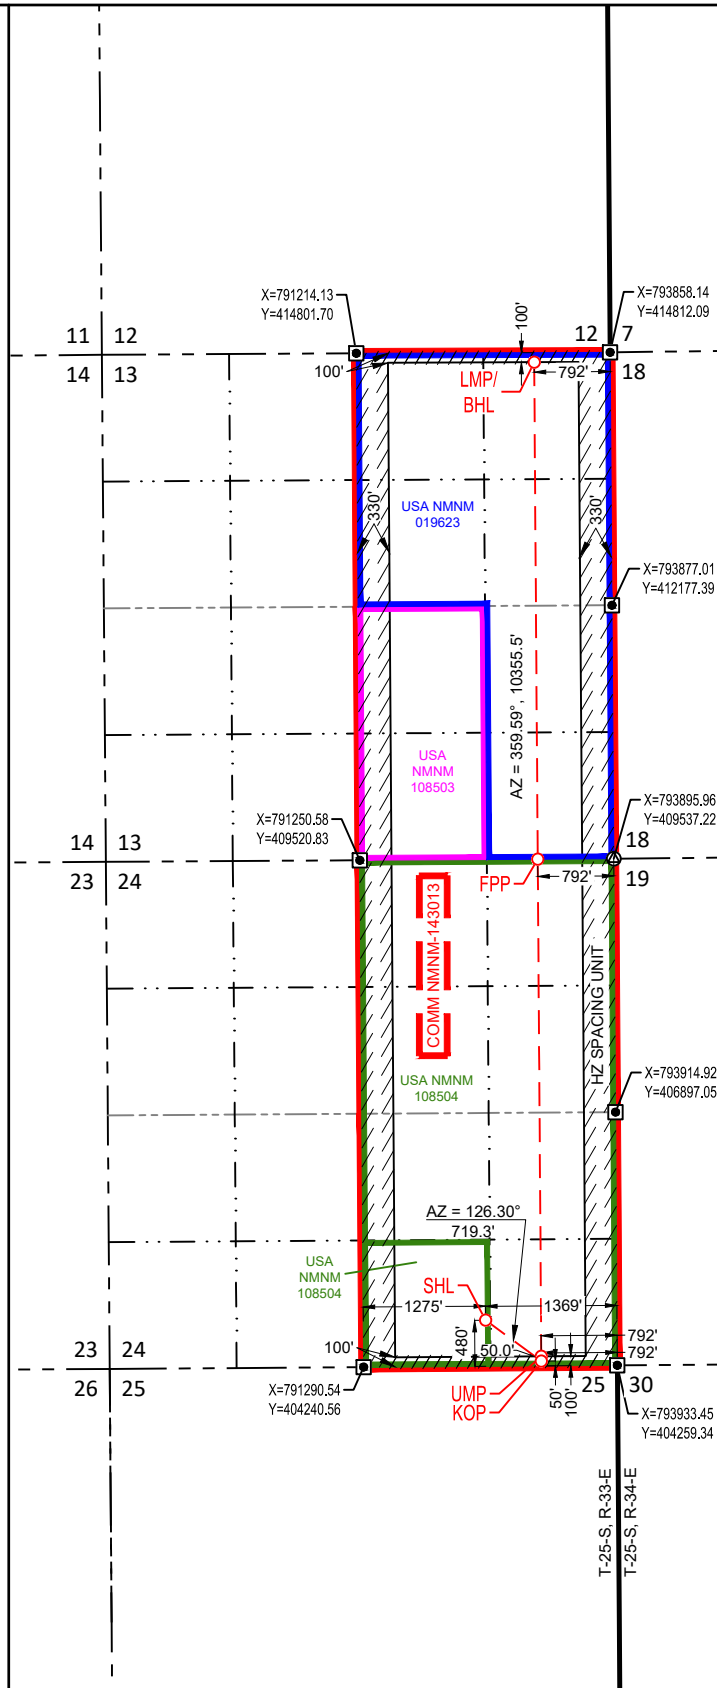 X=791214.13
Y=414801.70
X=793858.14
Y=414812.09
100'
11 12
12 7
14 13
18
100'
792'
LMP/
BHL
330'
USA NMNM
019623
330'
X=793877.01
Y=412177.39
AZ = 359.59°, 10355.5'
USA
NMNM
108503
X=791250.58
Y=409520.83
X=793895.96
Y=409537.22
14 13
18
23 24
19
FPP
792'
COMM NMNM-143013
HZ SPACING UNIT
USA NMNM
108504
X=793914.92
Y=406897.05
AZ = 126.30°
719.3'
USA
NMNM
108504
SHL
1275'
1369'
480'
50.0'
792'
792'
100'
23 24
26 25
25 30
X=791290.54
Y=404240.56
UMP
KOP
50'
100'
X=793933.45
Y=404259.34
T-25-S, R-33-E
T-25-S, R-34-E